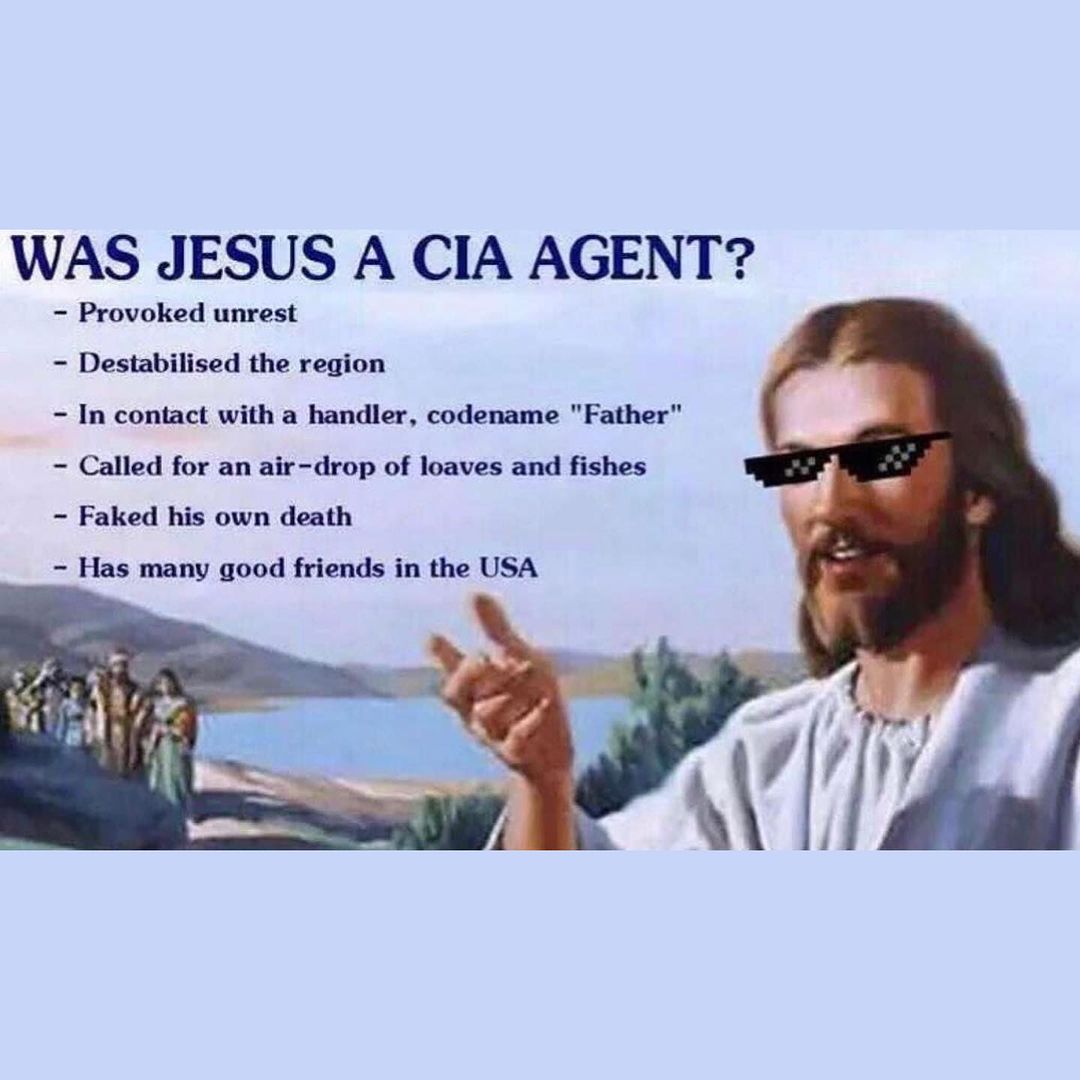 WAS JESUS A CIA AGENT?
- Provoked unrest
- Destabilised the region
- In contact with a handler, codename "Father"
- Called for an air-drop of loaves and fishes
- Faked his own death
- Has many good friends in the USA